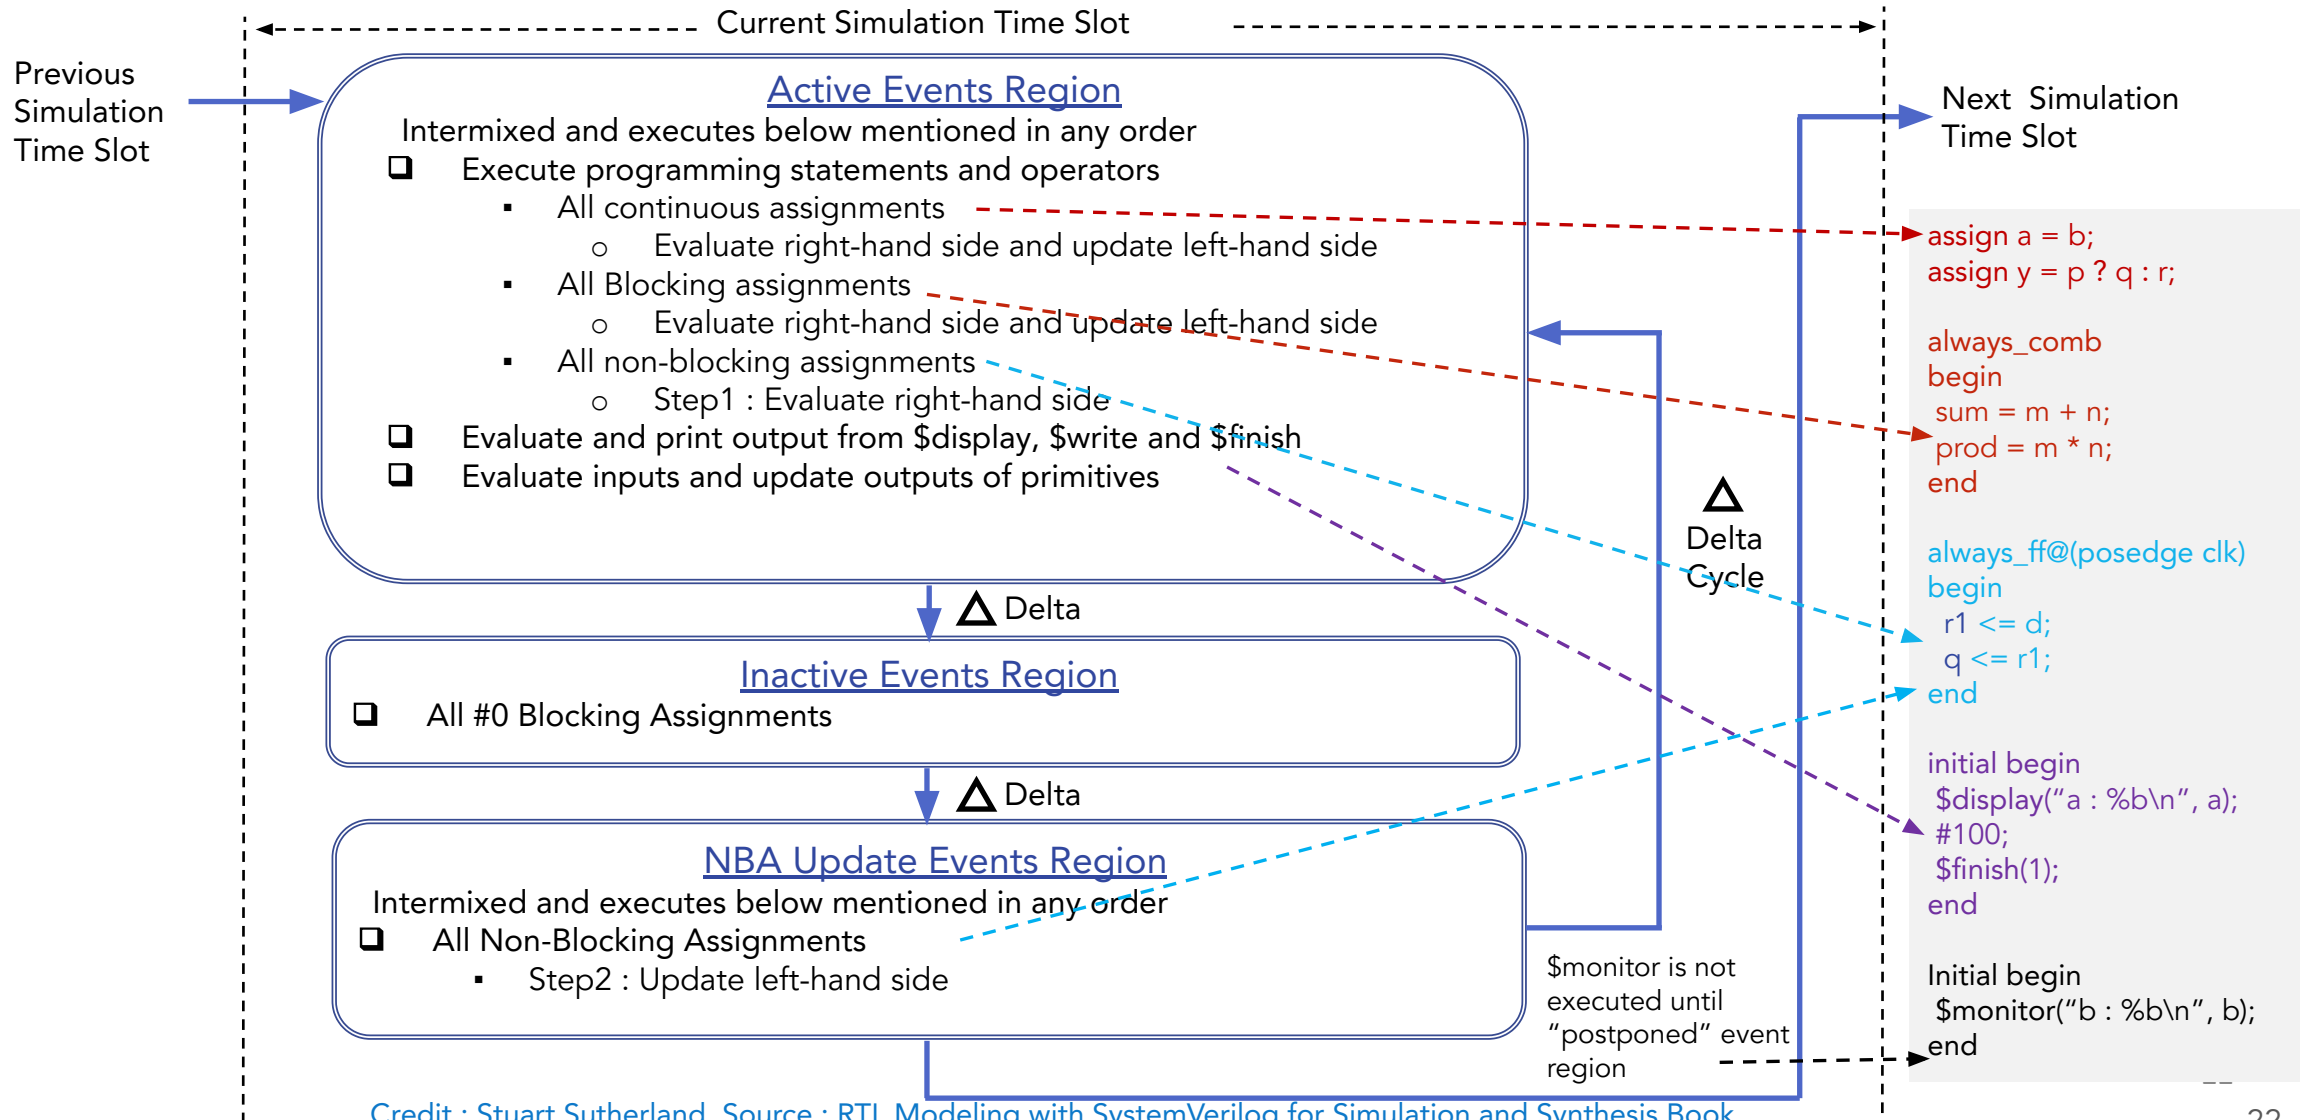 Current Simulation Time Slot
Previous
Simulation
Time Slot
Active Events Region
Intermixed and executes below mentioned in any order
❑ Execute programming statements and operators
▪ All continuous assignments
o Evaluate right-hand side and update left-hand side
▪ All Blocking assignments
o Evaluate right-hand side and update left-hand side
▪ All non-blocking assignments
o Step1 : Evaluate right-hand side
❑ Evaluate and print output from $display, $write and $finish
❑ Evaluate inputs and update outputs of primitives
Delta
Inactive Events Region
❑ All #0 Blocking Assignments
Delta
NBA Update Events Region
Intermixed and executes below mentioned in any order
❑ All Non-Blocking Assignments
▪ Step2 : Update left-hand side
Delta
Cycle
$monitor is not
executed until
“postponed” event
region
Next Simulation
Time Slot
assign a = b;
assign y = p ? q : r;
always_comb
begin
sum = m + n;
prod = m * n;
end
always_ff@(posedge clk)
begin
r1 <= d;
q <= r1;
end
initial begin
$display(“a : %b\n”, a);
#100;
$finish(1);
end
Initial begin
$monitor(“b : %b\n”, b);
end
Credit : Stuart Sutherland, Source : RTL Modeling with SystemVerilog for Simulation and Synthesis Book
22